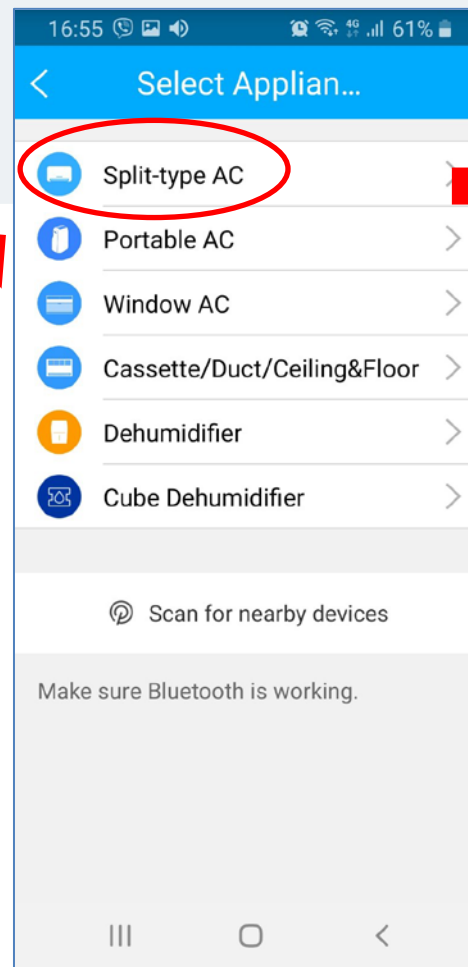 16:55 4G 61%
Select Applian...
Split-type AC
Portable AC
Window AC
Cassette/Duct/Ceiling&Floor
Dehumidifier
Cube Dehumidifier
Scan for nearby devices
Make sure Bluetooth is working.